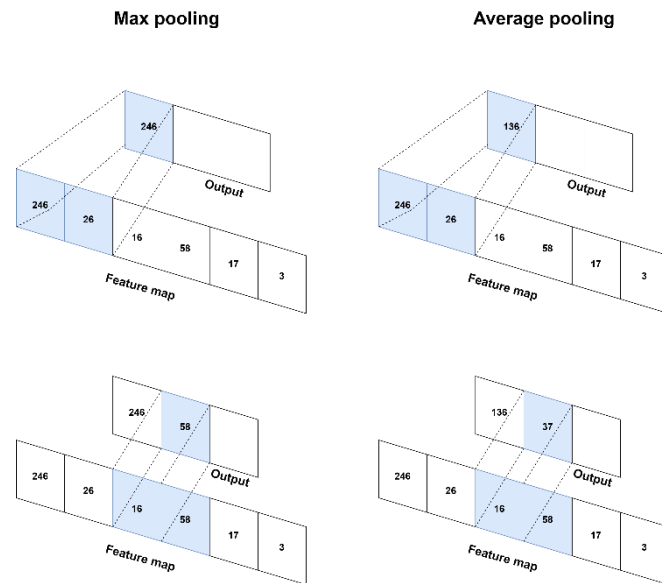 Max pooling
Average pooling
246
Output
246 26 16 58 17 3
Feature map
136
Output
246 26 16 58 17 3
Feature map
246 58
Output
246 26 16 58 17 3
Feature map
136 37
Output
246 26 16 58 17 3
Feature map